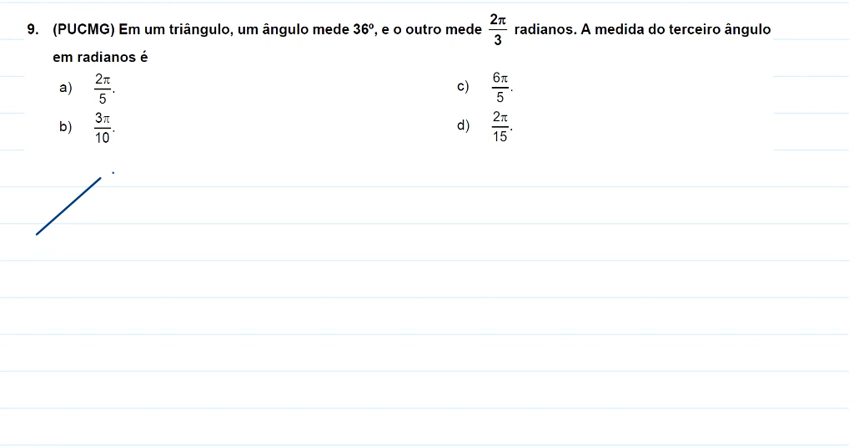 9. (PUCMG) Em um triângulo, um ângulo mede 36º, e o outro mede 2π/3 radianos. A medida do terceiro ângulo
em radianos é
a) 2π/5.
c) 6π/5.
b) 3π/10.
d) 2π/15.